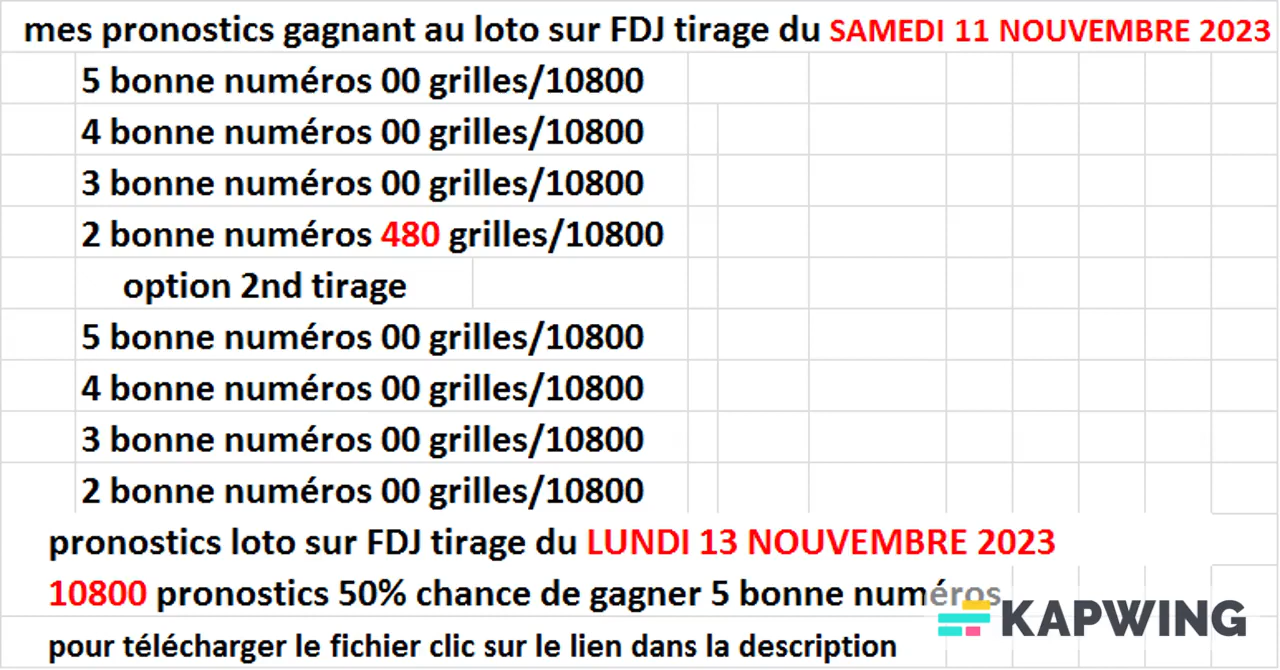 mes pronostics gagnant au loto sur FDJ tirage du SAMEDI 11 NOUVEMBRE 2023
5 bonne numéros 00 grilles/10800
4 bonne numéros 00 grilles/10800
3 bonne numéros 00 grilles/10800
2 bonne numéros 480 grilles/10800
option 2nd tirage
5 bonne numéros 00 grilles/10800
4 bonne numéros 00 grilles/10800
3 bonne numéros 00 grilles/10800
2 bonne numéros 00 grilles/10800
pronostics loto sur FDJ tirage du LUNDI 13 NOUVEMBRE 2023
10800 pronostics 50% chance de gagner 5 bonne numéros
KAPWING
pour télécharger le fichier clic sur le lien dans la description